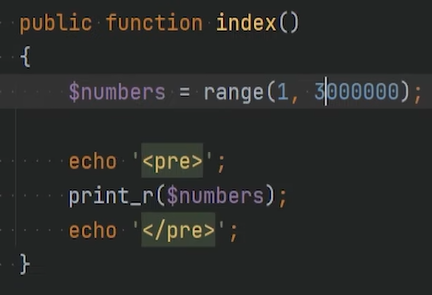 public function index()
{
$numbers = range(1, 3000000);
echo '<pre>';
print_r($numbers);
echo '</pre>';
}